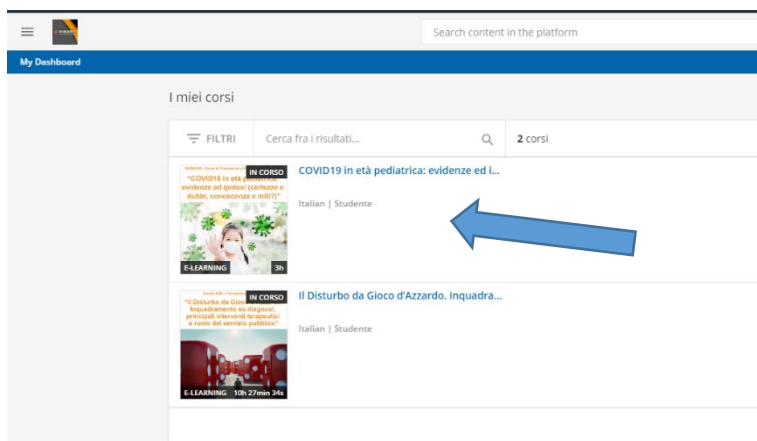 Search content in the platform
My Dashboard
I miei corsi
FILTRI
Cerca fra i risultati...
2 corsi
IN CORSO
"COVID19 in età
evidenze ed ipotesi (certezze e
dubbi, conoscenza e miti?)"
E-LEARNING
3h
COVID19 in età pediatrica: evidenze ed i...
Italian | Studente
IN CORSO
"Il Disturbo da
Inquadramento su diagnosi,
principali interventi terapeutici
e ruolo del servizio pubblico"
E-LEARNING
10h 27min 34s
Il Disturbo da Gioco d'Azzardo. Inquadra...
Italian | Studente